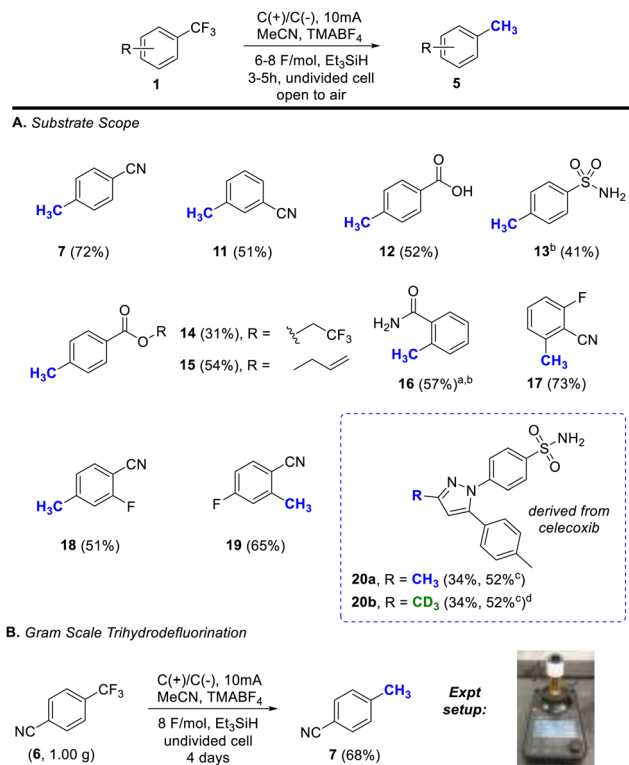 CF3
R
1
C(+)/C(-), 10mA
MeCN, TMABF4
6-8 F/mol, Et3SiH
3-5h, undivided cell
open to air
CH3
R
5
A. Substrate Scope
CN
H3C
7 (72%)
H3C
CN
11 (51%)
O
OH
H3C
12 (52%)
O O
S
NH2
H3C
13b (41%)
O
R
O
H3C
14 (31%), R =
CF3
15 (54%), R =
O
H2N
H3C
16 (57%)a,b
F
CN
CH3
17 (73%)
CN
H3C
F
18 (51%)
CN
F
CH3
19 (65%)
O
NH2
S
O
N
N
R
derived from
celecoxib
20a, R = CH3 (34%, 52%c)
20b, R = CD3 (34%, 52%c)d
B. Gram Scale Trihydrodefluorination
CF3
NC
(6, 1.00 g)
C(+)/C(-), 10mA
MeCN, TMABF4
8 F/mol, Et3SiH
undivided cell
4 days
CH3
NC
7 (68%)
Expt
setup: